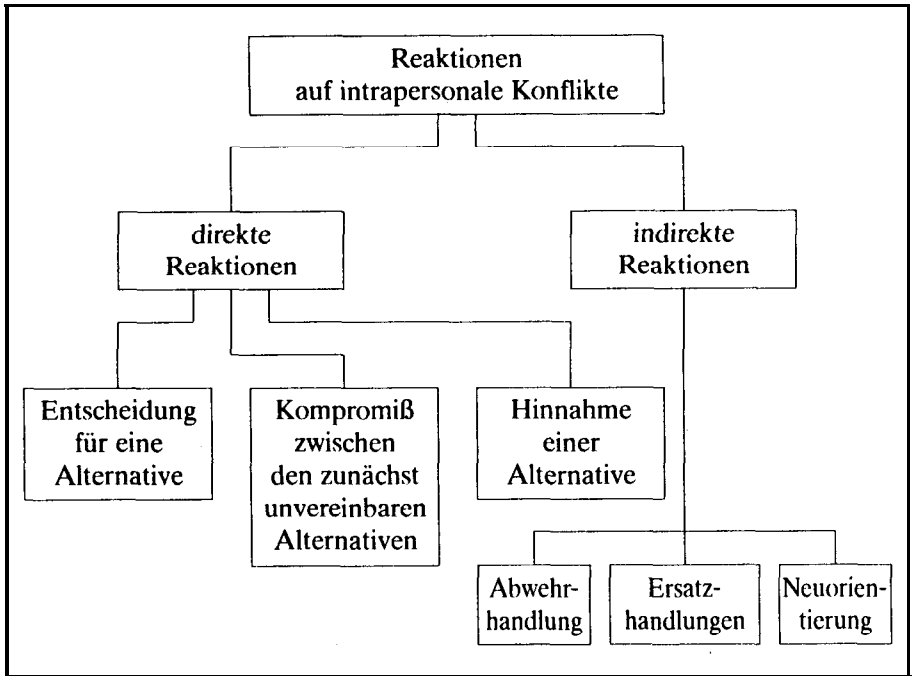 Reaktionen
auf intrapersonale Konflikte
direkte
Reaktionen
indirekte
Reaktionen
Entscheidung
für eine
Alternative
Kompromiß
zwischen
den zunächst
unvereinbaren
Alternativen
Hinnahme
einer
Alternative
Abwehr-
handlung
Ersatz-
handlungen
Neuorien-
tierung